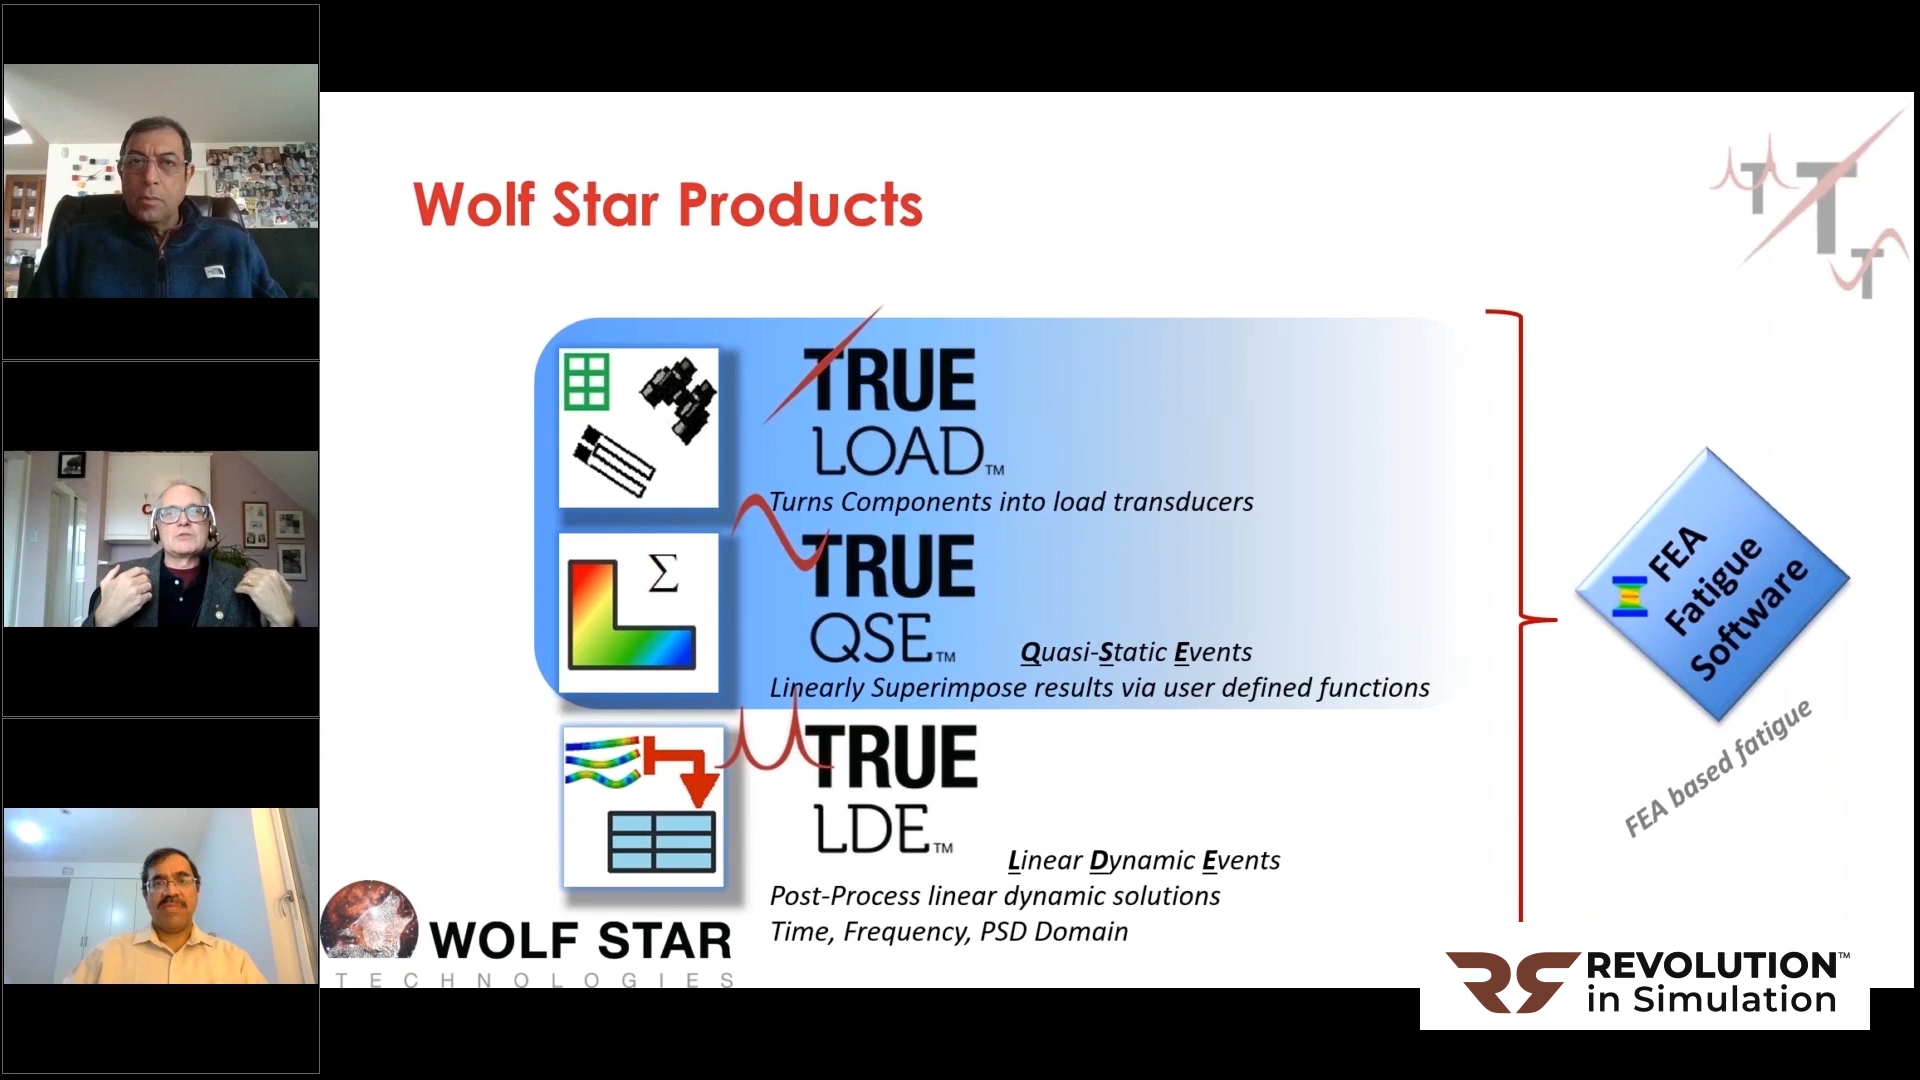 Wolf Star Products
T T T
TRUE
LOAD™
Turns Components into load transducers
Σ
TRUE
QSE™
Quasi-Static Events
Linearly Superimpose results via user defined functions
TRUE
LDE™
Linear Dynamic Events
Post-Process linear dynamic solutions
Time, Frequency, PSD Domain
FEA
Fatigue
Software
FEA based fatigue
WOLF STAR
TECHNOLOGIES
REVOLUTION™
in Simulation